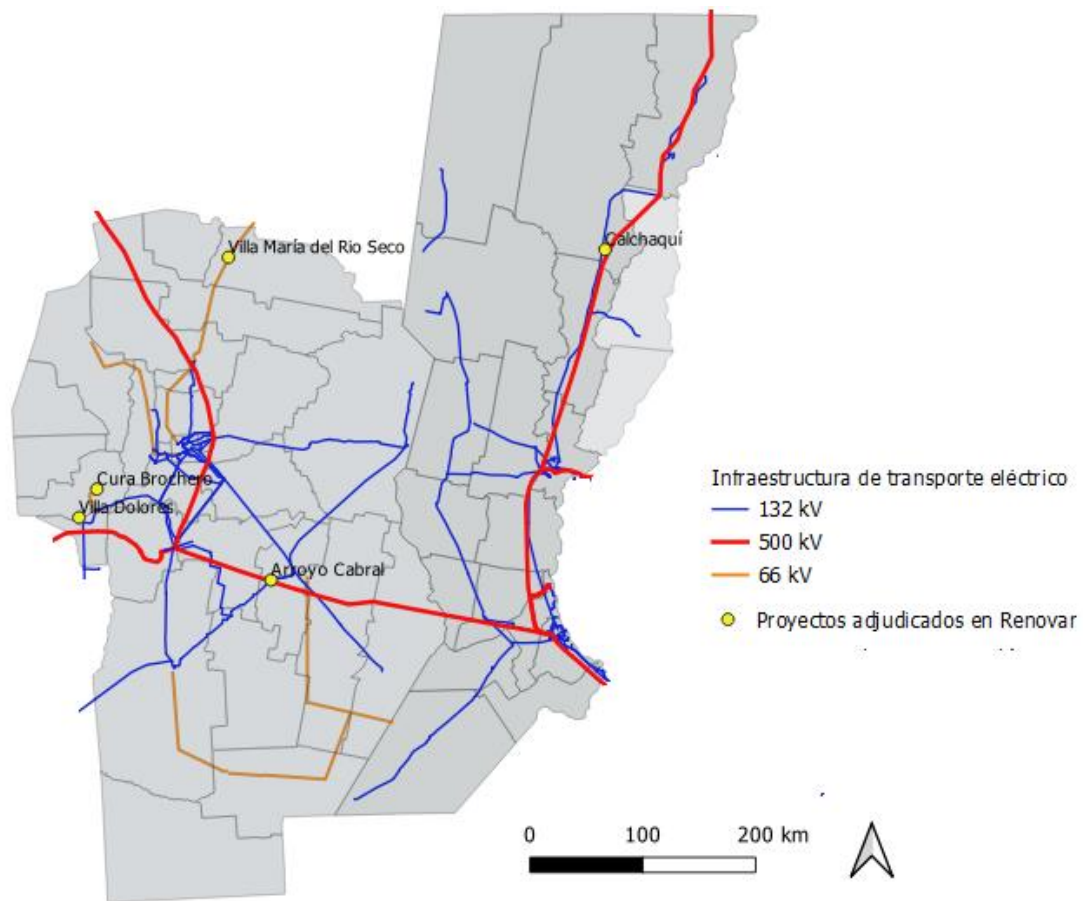 Calchaquí
Villa María del Rio Seco
Cura Brochero
Villa Dolores
Arroyo Cabral
Infraestructura de transporte eléctrico
132 kV
500 kV
66 kV
Proyectos adjudicados en Renovar
0 100 200 km